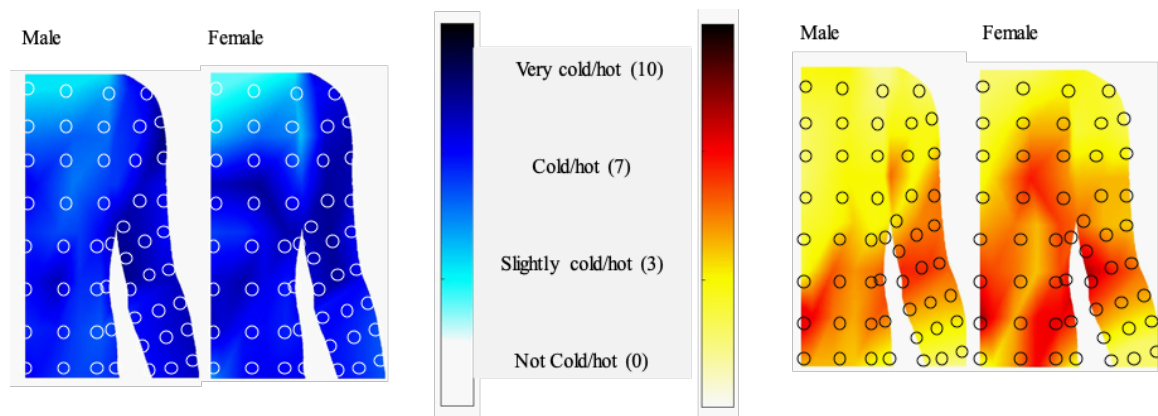 Male
Female
Very cold/hot (10)
Cold/hot (7)
Slightly cold/hot (3)
Not Cold/hot (0)
Male
Female